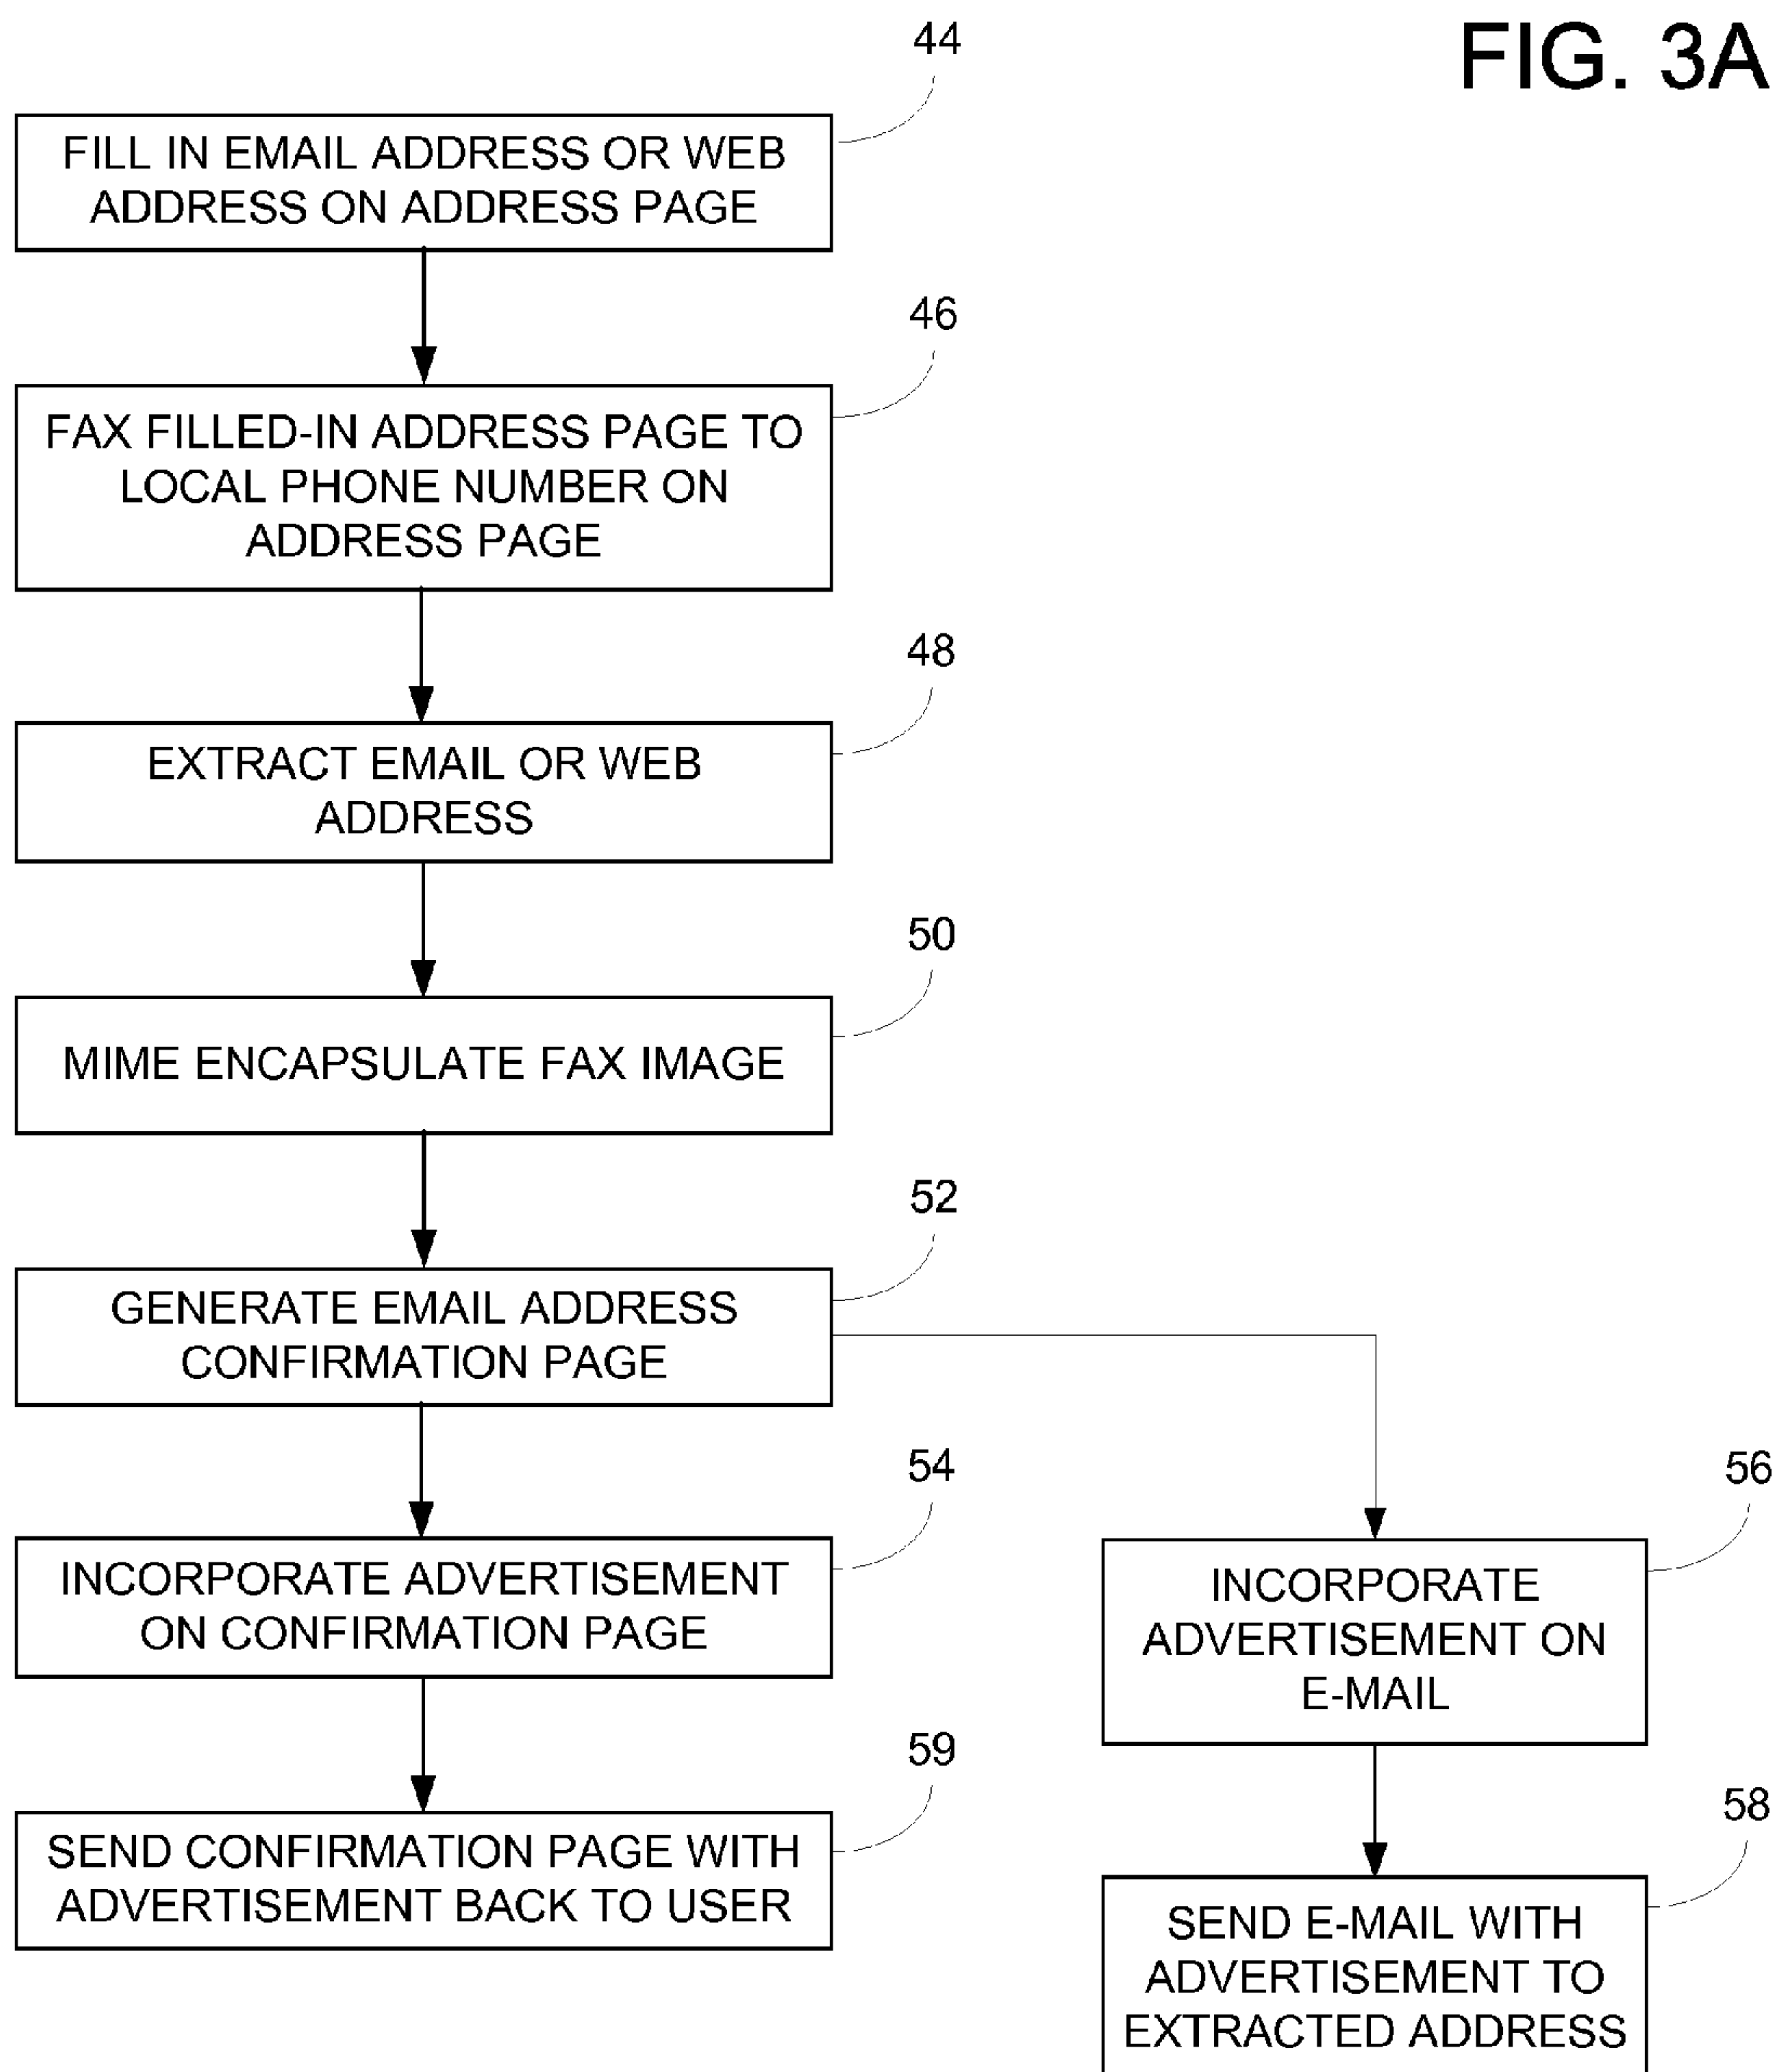 FIG. 3A
44
FILL IN EMAIL ADDRESS OR WEB
ADDRESS ON ADDRESS PAGE
46
FAX FILLED-IN ADDRESS PAGE TO
LOCAL PHONE NUMBER ON
ADDRESS PAGE
48
EXTRACT EMAIL OR WEB
ADDRESS
50
MIME ENCAPSULATE FAX IMAGE
52
GENERATE EMAIL ADDRESS
CONFIRMATION PAGE
54
INCORPORATE ADVERTISEMENT
ON CONFIRMATION PAGE
59
SEND CONFIRMATION PAGE WITH
ADVERTISEMENT BACK TO USER
56
INCORPORATE
ADVERTISEMENT ON
E-MAIL
58
SEND E-MAIL WITH
ADVERTISEMENT TO
EXTRACTED ADDRESS